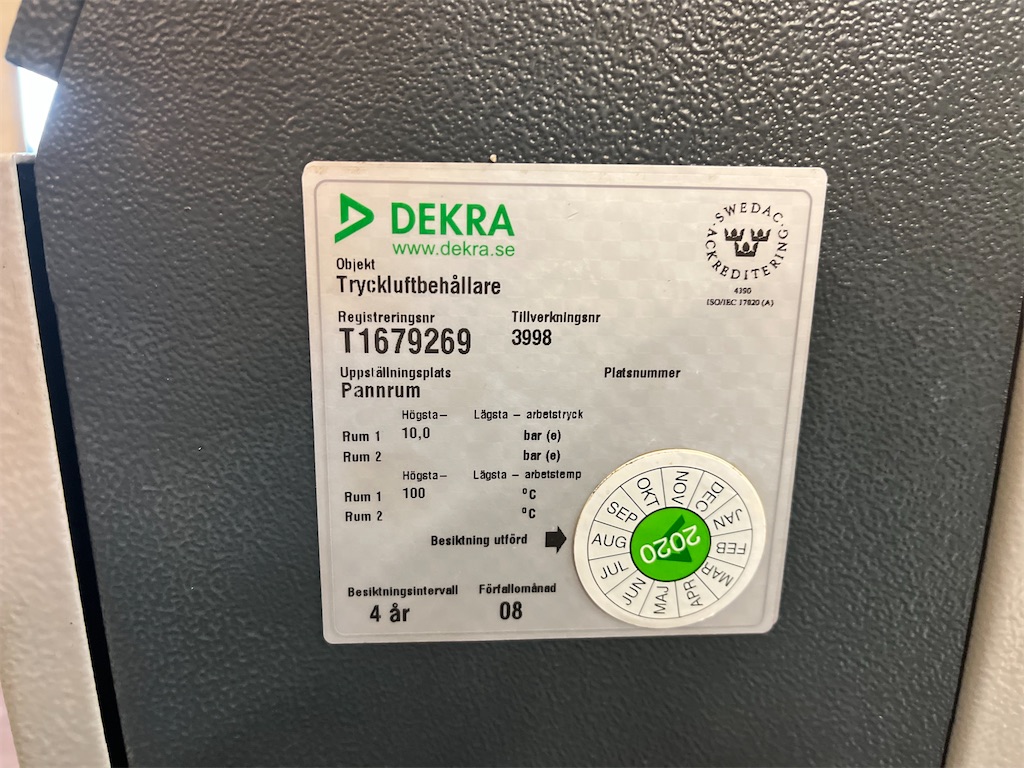 DEKRA
www.dekra.se
SWEDAC
ACKREDITERING
4390
ISO/IEC 17020 (A)
Objekt
Tryckluftbehållare
Registreringsnr Tillverkningsnr
T1679269 3998
Uppställningsplats Platsnummer
Pannrum
Högsta– Lägsta – arbetstryck
Rum 1 10,0 bar (e)
Rum 2 bar (e)
Högsta– Lägsta – arbetstemp
Rum 1 100 °C
Rum 2 °C
Besiktning utförd
JAN FEB MAR APR MAJ JUN JUL AUG SEP OKT NOV DEC
2020
Besiktningsintervall Förfallomånad
4 år 08